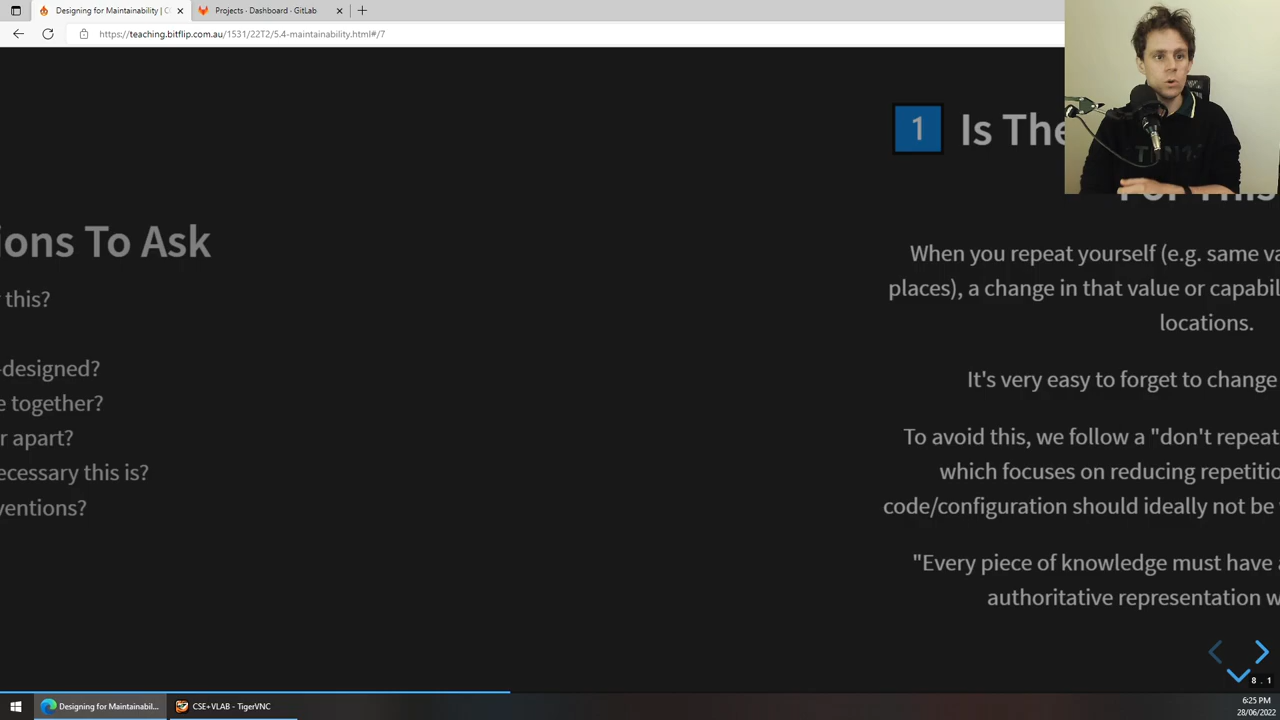 Designing for Maintainability | C
Projects · Dashboard · GitLab
https://teaching.bitflip.com.au/1531/22T2/5.4-maintainability.html#/7
ions To Ask
this?
-designed?
e together?
r apart?
ecessary this is?
ventions?
1 Is The
For This
When you repeat yourself (e.g. same va
places), a change in that value or capabil
locations.
It's very easy to forget to change
To avoid this, we follow a "don't repeat
which focuses on reducing repetitio
code/configuration should ideally not be
"Every piece of knowledge must have
authoritative representation w
8 . 1
Designing for Maintainabil...
CSE+VLAB - TigerVNC
6:25 PM
28/06/2022